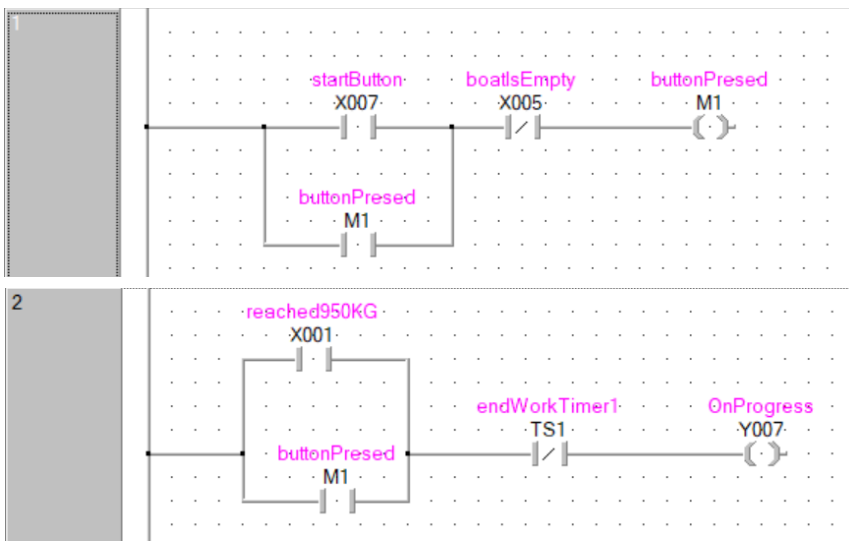 1
startButton boatIsEmpty buttonPresed
X007 X005 M1
buttonPresed
M1
2
reached950KG
X001
endWorkTimer1 OnProgress
TS1 Y007
buttonPresed
M1